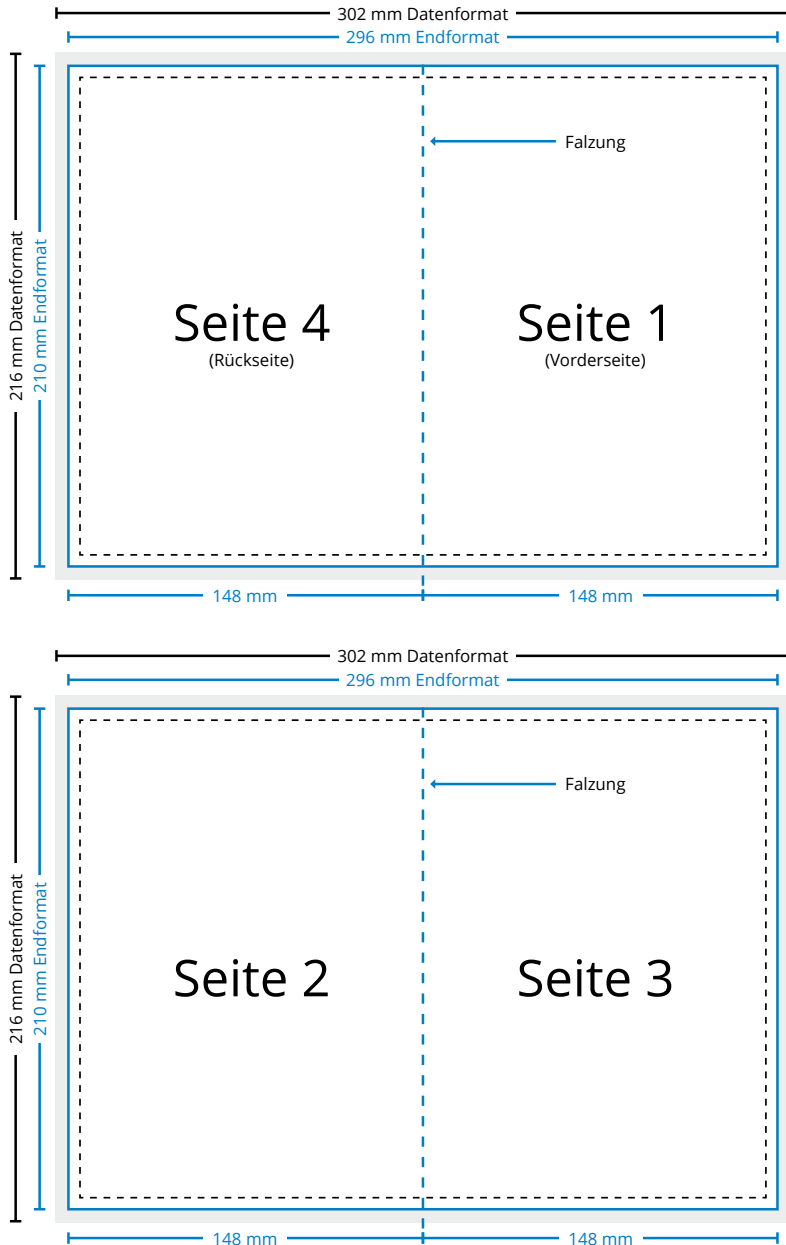 302 mm Datenformat
296 mm Endformat
216 mm Datenformat
210 mm Endformat
Falzung
Seite 4
(Rückseite)
Seite 1
(Vorderseite)
148 mm
148 mm
302 mm Datenformat
296 mm Endformat
216 mm Datenformat
210 mm Endformat
Falzung
Seite 2
Seite 3
148 mm
148 mm